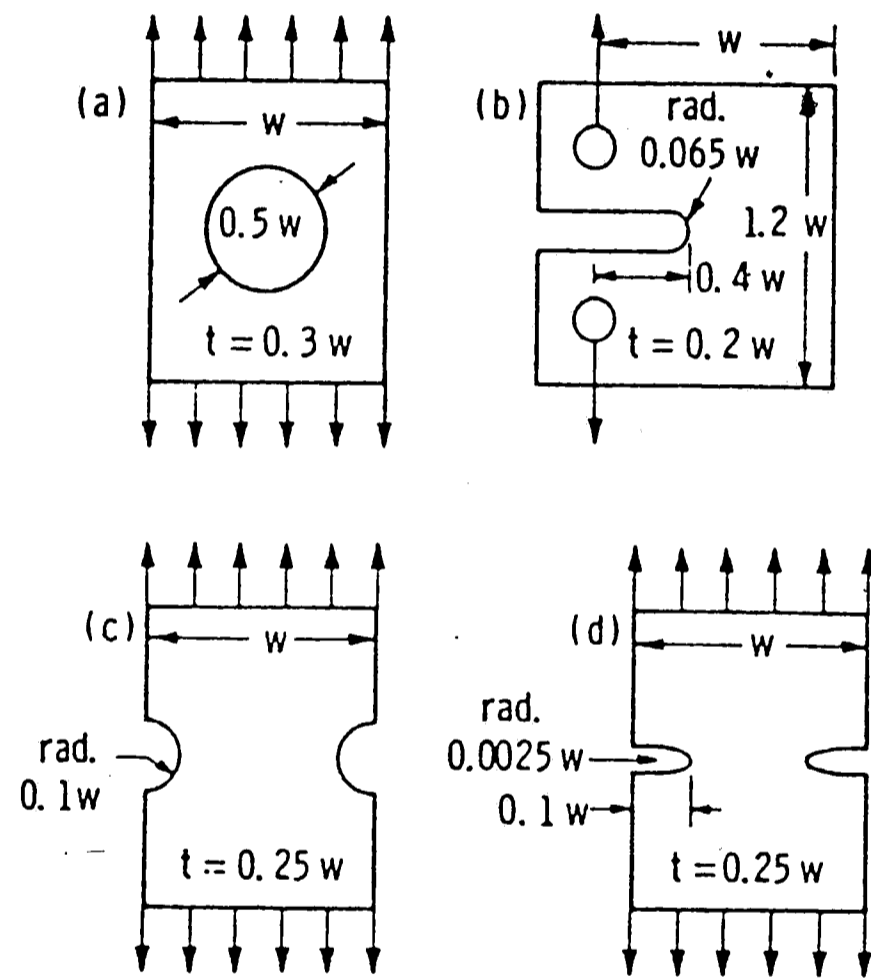 (a)
w
0.5 w
t = 0.3 w
(b)
w
rad.
0.065 w
1.2 w
0.4 w
t = 0.2 w
(c)
w
rad.
0.1w
t = 0.25 w
(d)
w
rad.
0.0025 w
0.1 w
t = 0.25 w